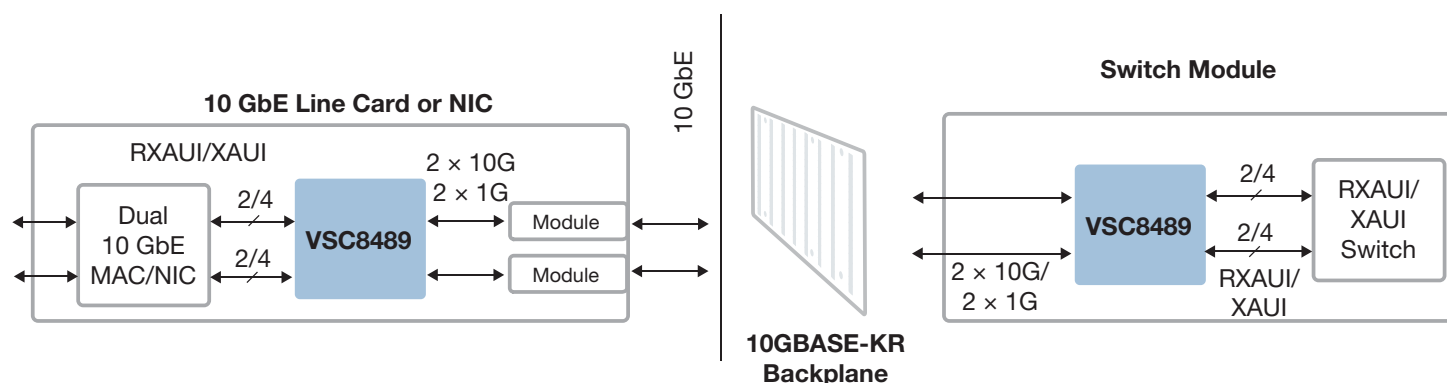 10 GbE Line Card or NIC
RXAUI/XAUI
2 × 10G
2 × 1G
2/4
2/4
Dual
10 GbE
MAC/NIC
VSC8489
Module
Module
10 GbE
10GBASE-KR
Backplane
Switch Module
2 × 10G/
2 × 1G
VSC8489
2/4
2/4
RXAUI/
XAUI
RXAUI/
XAUI
Switch